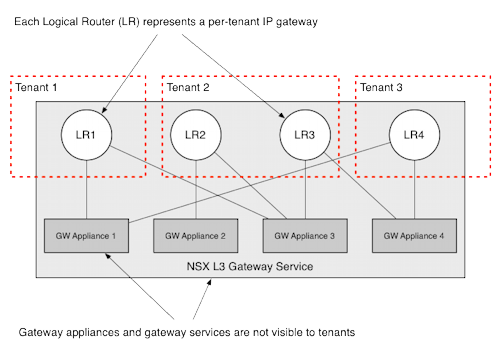 Each Logical Router (LR) represents a per-tenant IP gateway
Tenant 1
Tenant 2
Tenant 3
LR1
LR2
LR3
LR4
GW Appliance 1
GW Appliance 2
GW Appliance 3
GW Appliance 4
NSX L3 Gateway Service
Gateway appliances and gateway services are not visible to tenants